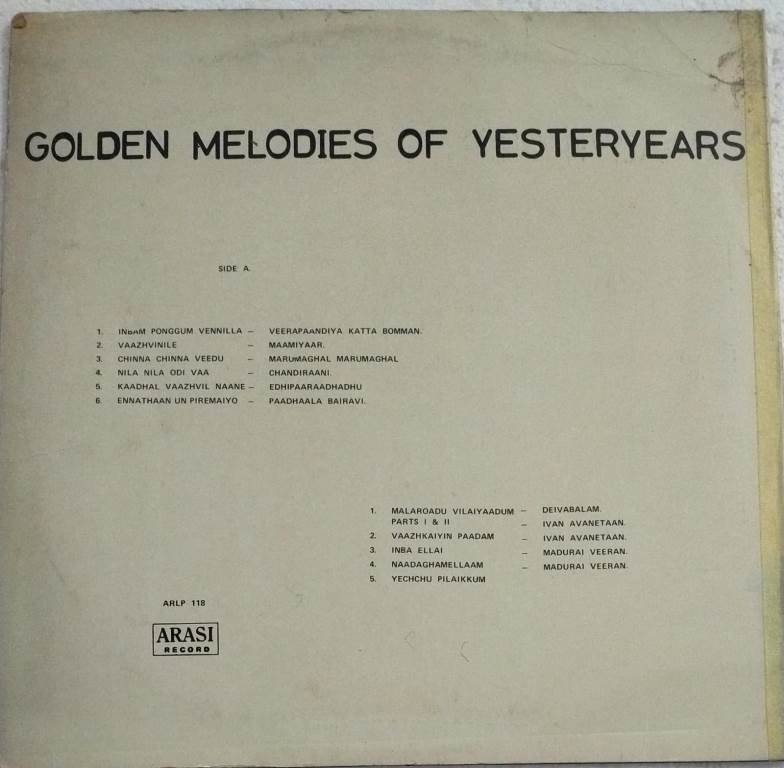 GOLDEN MELODIES OF YESTERYEARS
SIDE A.
1. INBAM PONGGUM VENNILLA – VEERAPAANDIYA KATTA BOMMAN.
2. VAAZHVINILE – MAAMIYAAR.
3. CHINNA CHINNA VEEDU – MARUMAGHAL MARUMAGHAL
4. NILA NILA ODI VAA – CHANDIRAANI.
5. KAADHAL VAAZHVIL NAANE – EDHIPAARAADHADHU
6. ENNATHAAN UN PIREMAIYO – PAADHAALA BAIRAVI.
1. MALAROADU VILAIYAADUM – DEIVABALAM.
PARTS I & II – IVAN AVANETAAN.
2. VAAZHKAIYIN PAADAM – IVAN AVANETAAN.
3. INBA ELLAI – MADURAI VEERAN.
4. NAADAGHAMELLAAM – MADURAI VEERAN.
5. YECHCHU PILAIKKUM
ARLP 118
ARASI
RECORD